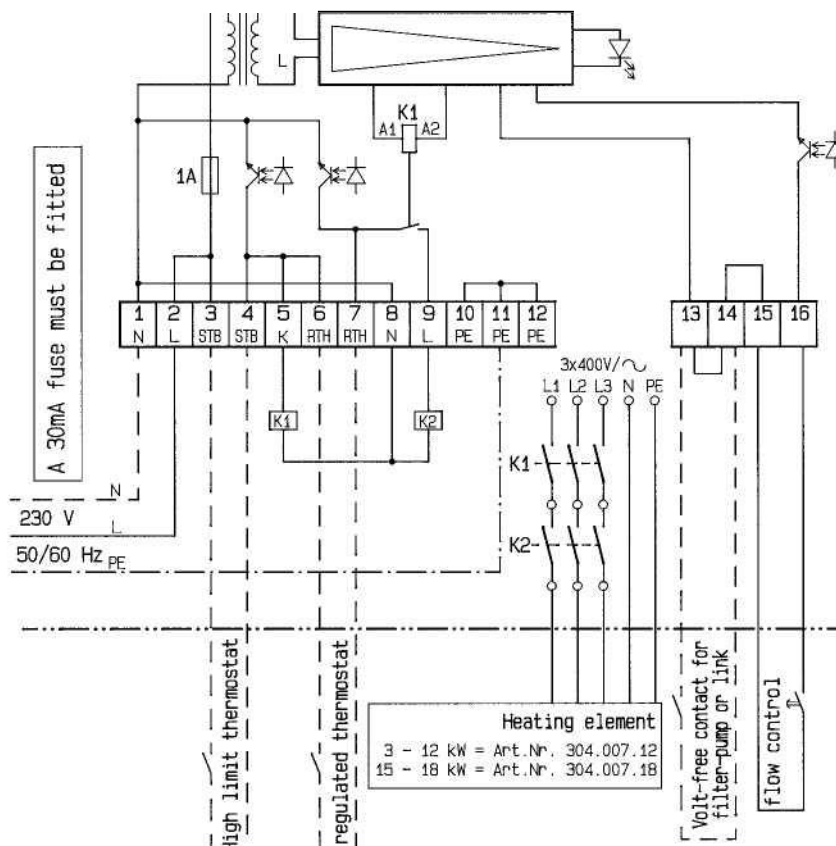 L
K1
A1
A2
1A
A 30mA fuse must be fitted
1 2 3 4 5 6 7 8 9 10 11 12
N L STB STB K RTH RTH N L PE PE PE
13 14 15 16
3x400V/~
L1 L2 L3 N PE
K1
K2
K1
K2
N
230 V
L
50/60 Hz PE
High limit thermostat
regulated thermostat
Heating element
3 - 12 kW = Art.Nr. 304.007.12
15 - 18 kW = Art.Nr. 304.007.18
Volt-free contact for
filter-pump or link
flow control